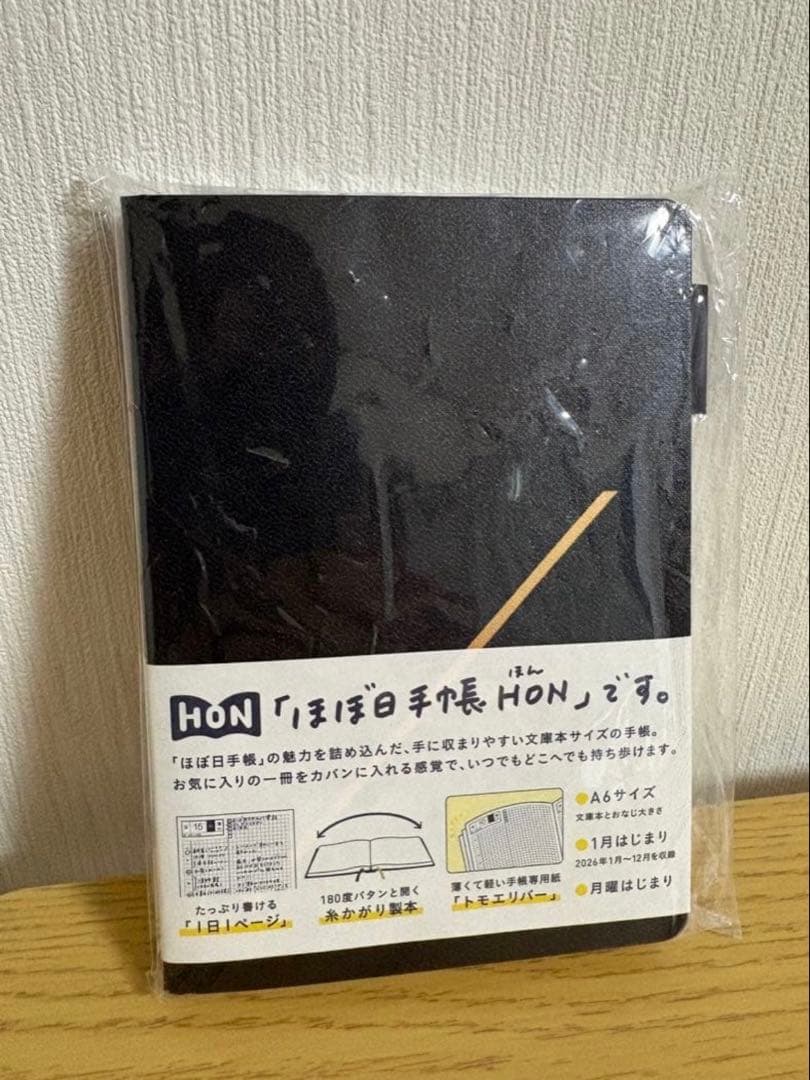 HON「ほぼ日手帳HON」です。
ほん
「ほぼ日手帳」の魅力を詰め込んだ、手に収まりやすい文庫本サイズの手帳。
お気に入りの一冊をカバンに入れる感覚で、いつでもどこへでも持ち歩けます。
15
たっぷり書ける
「1日1ページ」
180度パタンと開く
糸かがり製本
薄くて軽い手帳専用紙
「トモエリバー」
A6サイズ
文庫本とおなじ大きさ
1月はじまり
2026年1月〜12月を収録
月曜はじまり